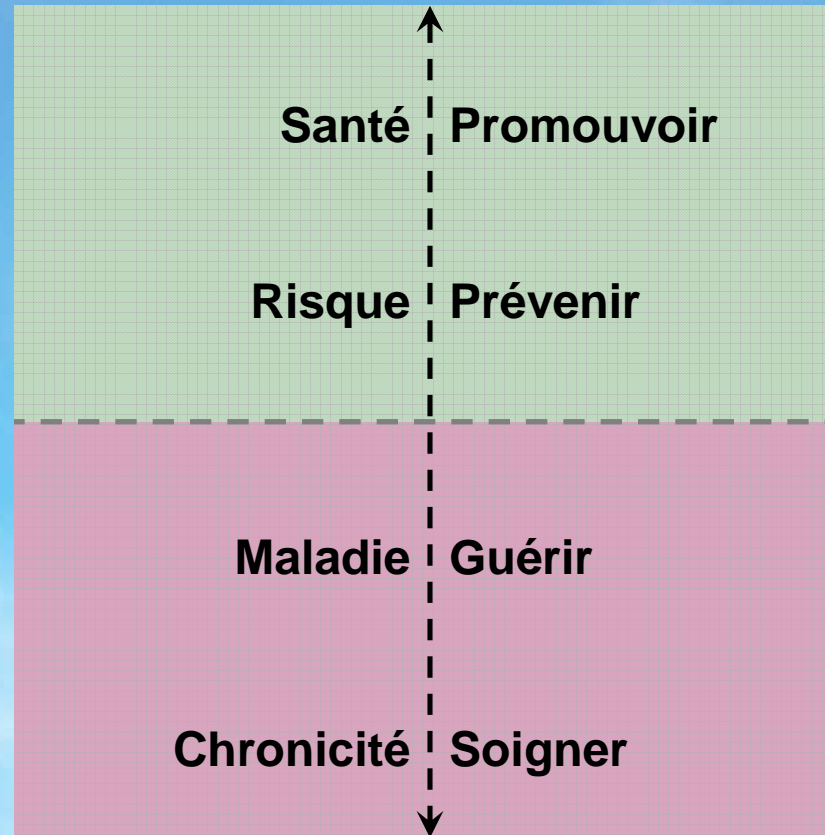 Santé Promouvoir
Risque Prévenir
Maladie Guérir
Chronicité Soigner